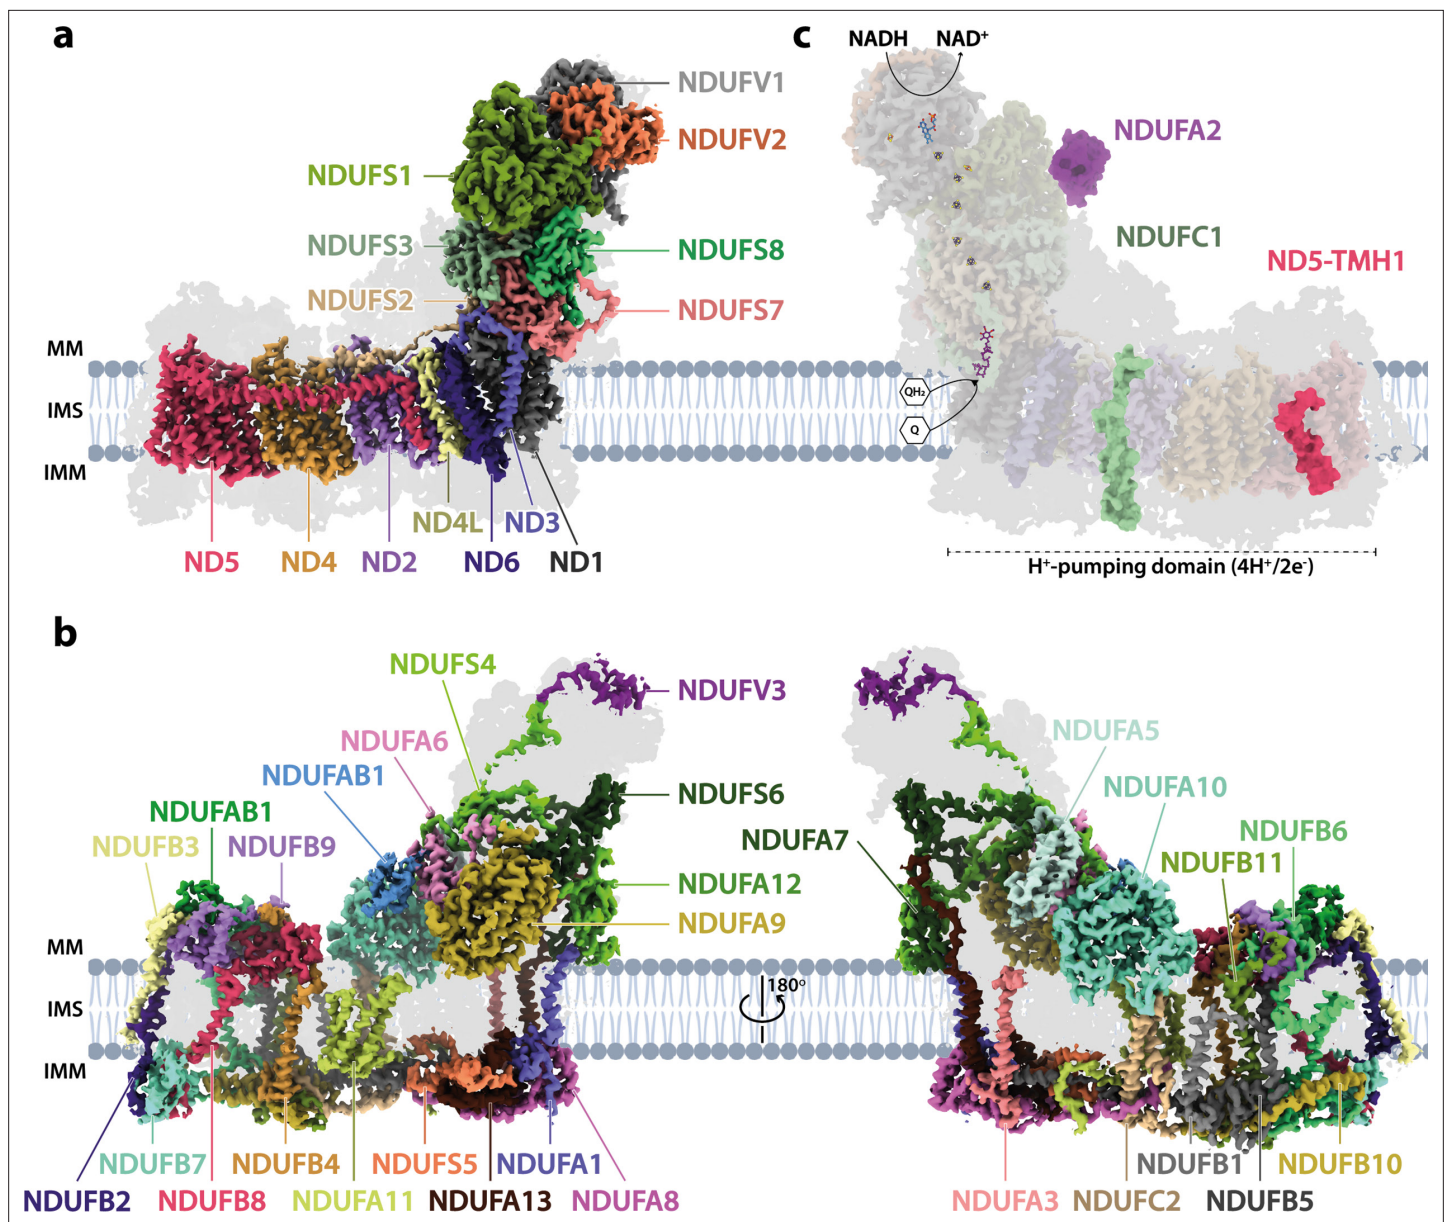 a
NDUFV1
NDUFV2
NDUFS1
NDUFS3
NDUFS8
NDUFS2
NDUFS7
MM
IMS
IMM
ND4L
ND3
ND5
ND4
ND2
ND6
ND1
c
NADH
NAD⁺
NDUFA2
NDUFC1
ND5-TMH1
QH₂
Q
H⁺-pumping domain (4H⁺/2e⁻)
b
NDUFS4
NDUFV3
NDUFA6
NDUFAB1
NDUFS6
NDUFAB1
NDUFB3
NDUFB9
NDUFA12
NDUFA9
MM
IMS
IMM
180°
NDUFB7
NDUFB4
NDUFS5
NDUFA1
NDUFB2
NDUFB8
NDUFA11
NDUFA13
NDUFA8
NDUFA5
NDUFA10
NDUFA7
NDUFB6
NDUFB11
NDUFB1
NDUFB10
NDUFA3
NDUFC2
NDUFB5